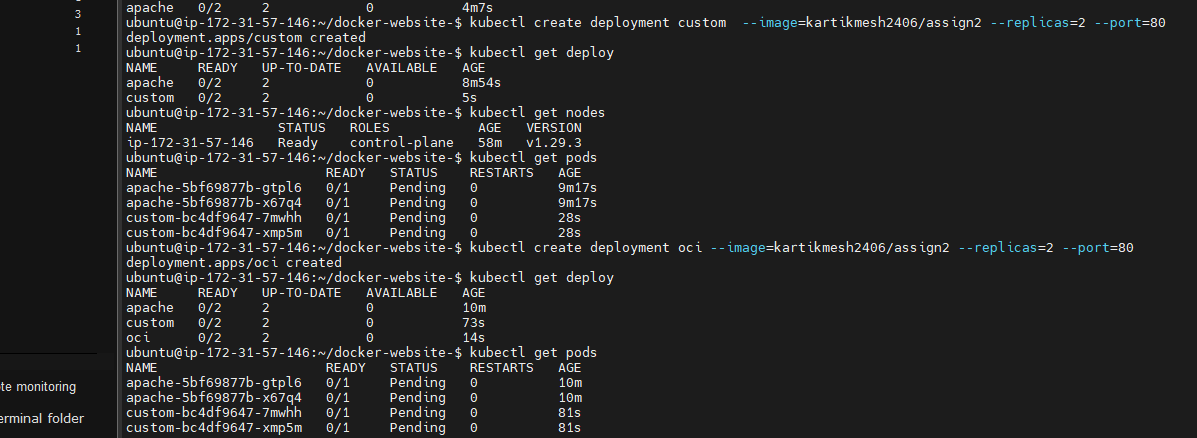 3
1
1
te monitoring
erminal folder
apache   0/2   2   0   4m7s
ubuntu@ip-172-31-57-146:~/docker-website-$ kubectl create deployment custom  --image=kartikmesh2406/assign2 --replicas=2 --port=80
deployment.apps/custom created
ubuntu@ip-172-31-57-146:~/docker-website-$ kubectl get deploy
NAME     READY   UP-TO-DATE   AVAILABLE   AGE
apache   0/2     2            0           8m54s
custom   0/2     2            0           5s
ubuntu@ip-172-31-57-146:~/docker-website-$ kubectl get nodes
NAME               STATUS   ROLES           AGE   VERSION
ip-172-31-57-146   Ready    control-plane   58m   v1.29.3
ubuntu@ip-172-31-57-146:~/docker-website-$ kubectl get pods
NAME                     READY   STATUS    RESTARTS   AGE
apache-5bf69877b-gtpl6   0/1     Pending   0          9m17s
apache-5bf69877b-x67q4   0/1     Pending   0          9m17s
custom-bc4df9647-7mwhh   0/1     Pending   0          28s
custom-bc4df9647-xmp5m   0/1     Pending   0          28s
ubuntu@ip-172-31-57-146:~/docker-website-$ kubectl create deployment oci --image=kartikmesh2406/assign2 --replicas=2 --port=80
deployment.apps/oci created
ubuntu@ip-172-31-57-146:~/docker-website-$ kubectl get deploy
NAME     READY   UP-TO-DATE   AVAILABLE   AGE
apache   0/2     2            0           10m
custom   0/2     2            0           73s
oci      0/2     2            0           14s
ubuntu@ip-172-31-57-146:~/docker-website-$ kubectl get pods
NAME                     READY   STATUS    RESTARTS   AGE
apache-5bf69877b-gtpl6   0/1     Pending   0          10m
apache-5bf69877b-x67q4   0/1     Pending   0          10m
custom-bc4df9647-7mwhh   0/1     Pending   0          81s
custom-bc4df9647-xmp5m   0/1     Pending   0          81s